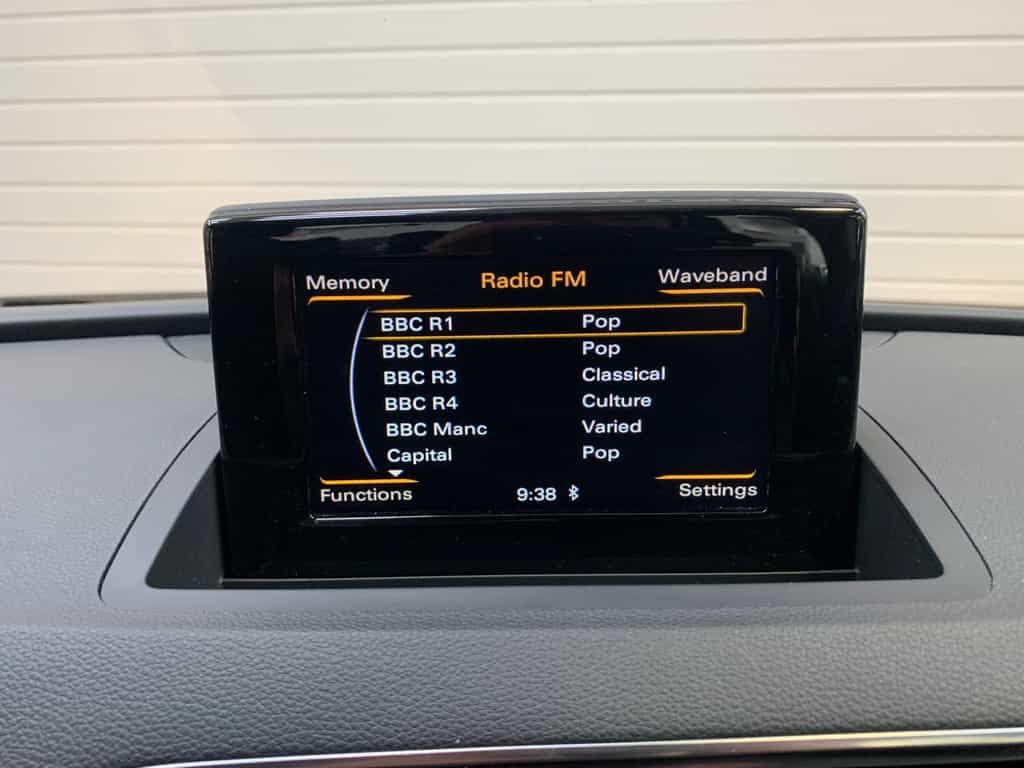 Memory Radio FM Waveband
BBC R1 Pop
BBC R2 Pop
BBC R3 Classical
BBC R4 Culture
BBC Manc Varied
Capital Pop
Functions 9:38 Settings